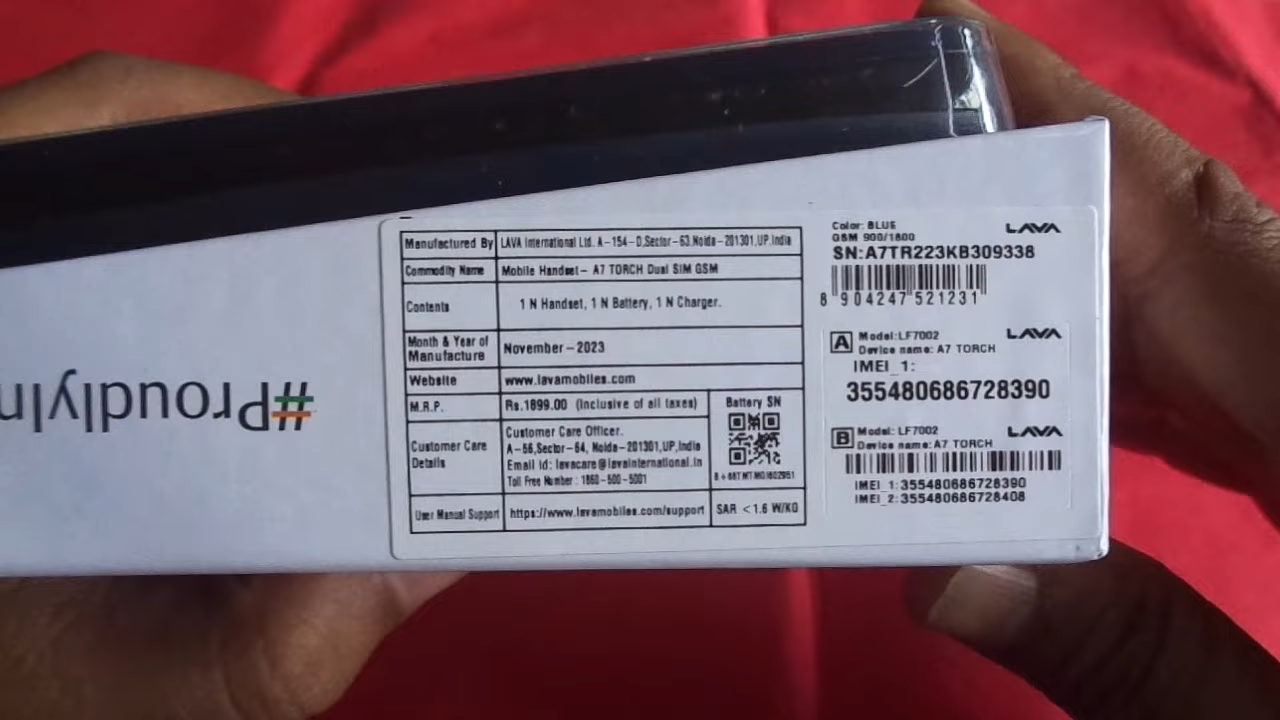 #ProudlyIn
Manufactured By LAVA International Ltd. A-154-D,Sector-63.Noida-201301,UP.India
Commodity Name Mobile Handset- A7 TORCH Dual SIM GSM
Contents 1 N Handset, 1 N Battery, 1 N Charger.
Month & Year of Manufacture November-2023
Website www.lavamobiles.com
M.R.P. Rs.1899.00 (Inclusive of all taxes)
Customer Care Details
Customer Care Officer.
A-56,Sector-64, Noida-201301,UP,India
Email id: lavacare@lavainternational.in
Toll Free Number : 1860-500-5001
Battery SN
User Manual Support https://www.lavamobiles.com/support
SAR <1.6 W/KG
Color: BLUE
GSM 900/1800
LAVA
SN:A7TR223KB309338
8 904247 521231
A Model:LF7002
Device name: A7 TORCH
LAVA
IMEI_1:
355480686728390
B Model: LF7002
Device name:A7 TORCH
LAVA
IMEI_1:355480686728390
IMEI_2:355480686728408